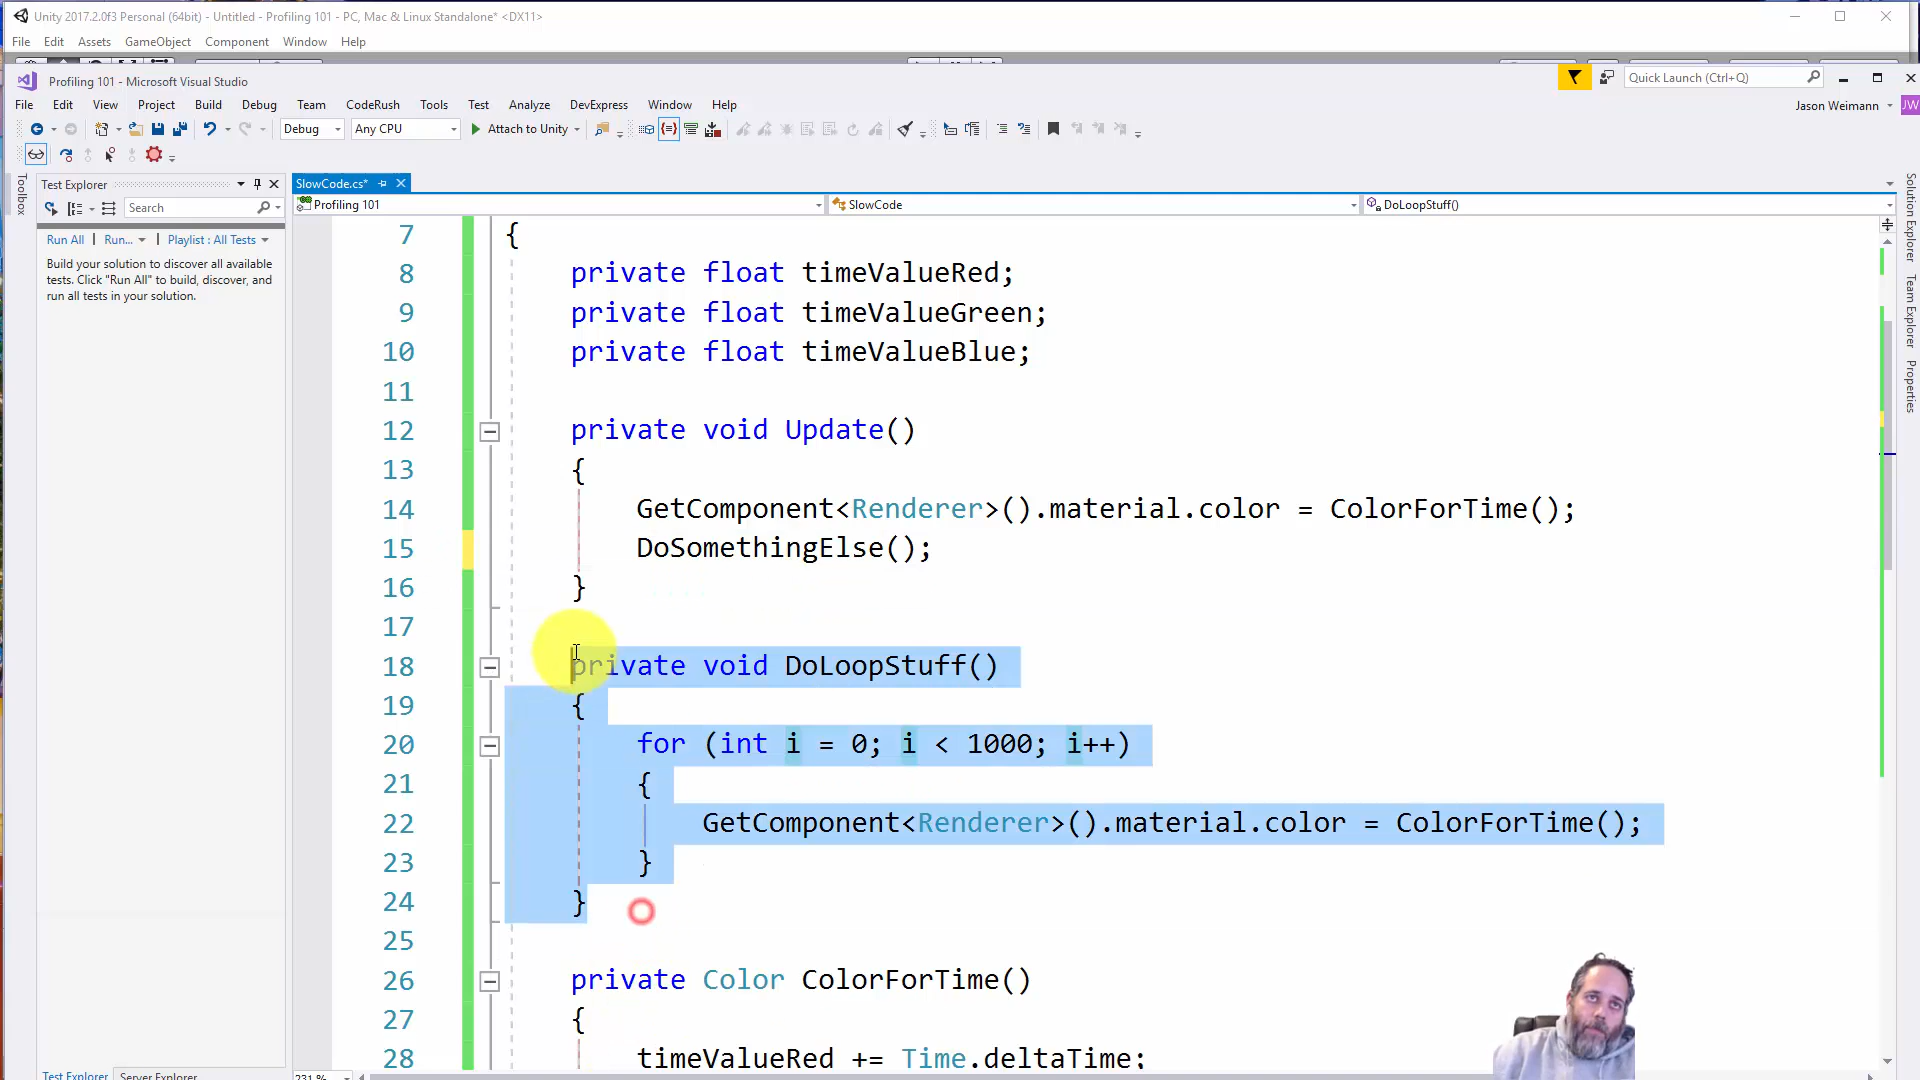 Unity 2017.2.0f3 Personal (64bit) - Untitled - Profiling 101 - PC, Mac & Linux Standalone* <DX11>
File Edit Assets GameObject Component Window Help
Profiling 101 - Microsoft Visual Studio
Quick Launch (Ctrl+Q)
File Edit View Project Build Debug Team CodeRush Tools Test Analyze DevExpress Window Help
Jason Weimann JW
Debug Any CPU Attach to Unity
Toolbox
Test Explorer
SlowCode.cs*
Search
Profiling 101 SlowCode DoLoopStuff()
Run All | Run... | Playlist : All Tests
Build your solution to discover all available
tests. Click "Run All" to build, discover, and
run all tests in your solution.
Solution Explorer
Team Explorer
Properties
7 {
8 private float timeValueRed;
9 private float timeValueGreen;
10 private float timeValueBlue;
11
12 private void Update()
13 {
14 GetComponent<Renderer>().material.color = ColorForTime();
15 DoSomethingElse();
16 }
17
18 private void DoLoopStuff()
19 {
20 for (int i = 0; i < 1000; i++)
21 {
22 GetComponent<Renderer>().material.color = ColorForTime();
23 }
24 }
25
26 private Color ColorForTime()
27 {
28 timeValueRed += Time.deltaTime;
Test Explorer Server Explorer
231 %